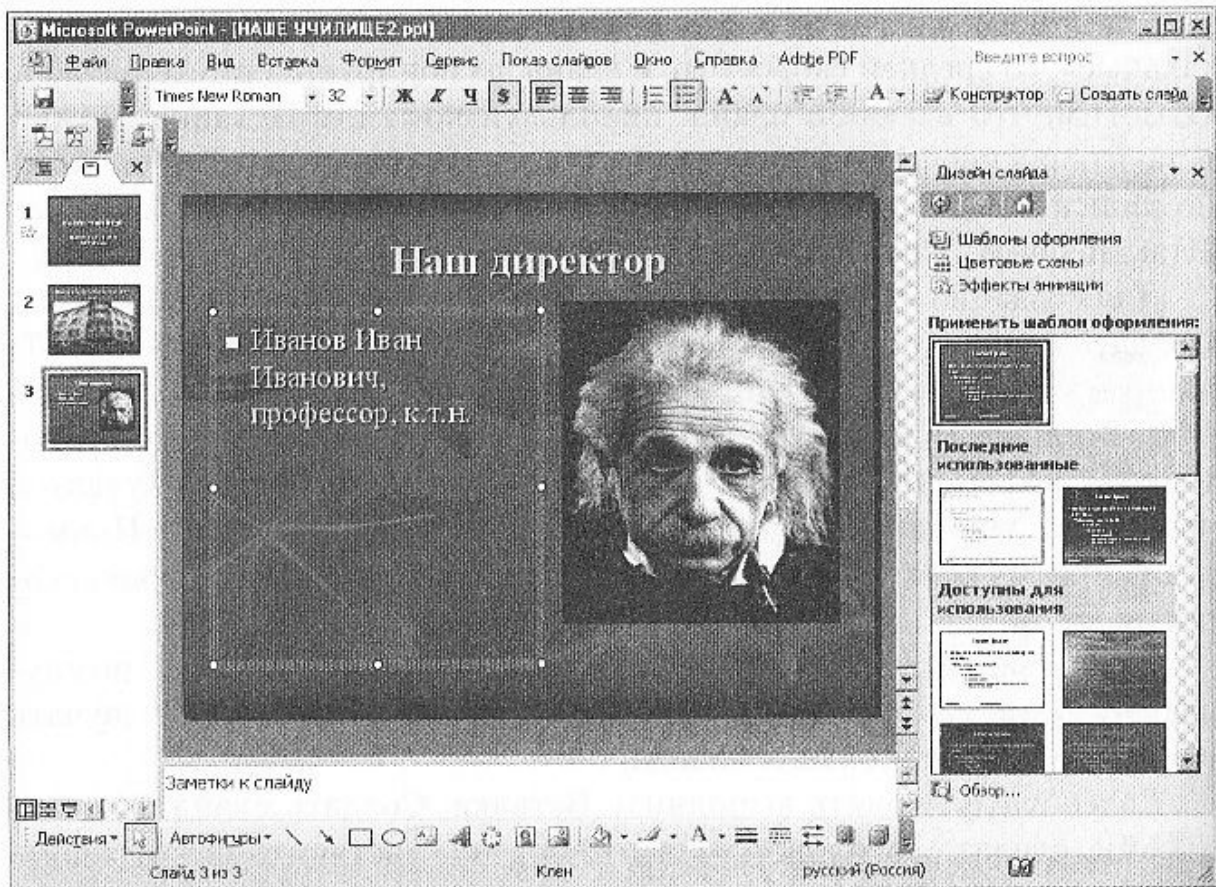 Microsoft PowerPoint - [НАШЕ УЧИЛИЩЕ2.ppt]
Файл Правка Вид Вставка Формат Сервис Показ слайдов Окно Справка Adobe PDF Введите вопрос
Times New Roman 32 Ж К Ч S Конструктор Создать слайд
Дизайн слайда
1
Шаблоны оформления
Цветовые схемы
Эффекты анимации
Наш директор
2
Применить шаблон оформления:
Иванов Иван
Иванович,
профессор, к.т.н.
3
Последние
использованные
Доступны для
использования
Заметки к слайду
Обзор...
Действия Автофигуры
Слайд 3 из 3 Клен русский (Россия)